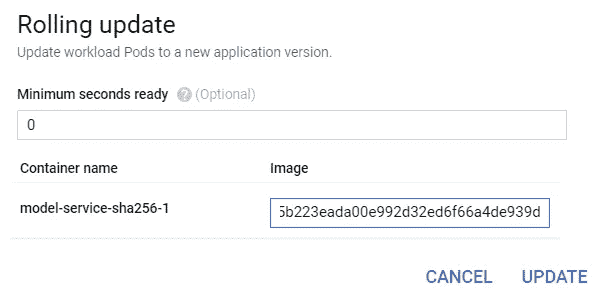 Rolling update
Update workload Pods to a new application version.
Minimum seconds ready ? (Optional)
0
Container name Image
model-service-sha256-1 5b223eada00e992d32ed6f66a4de939d
CANCEL UPDATE